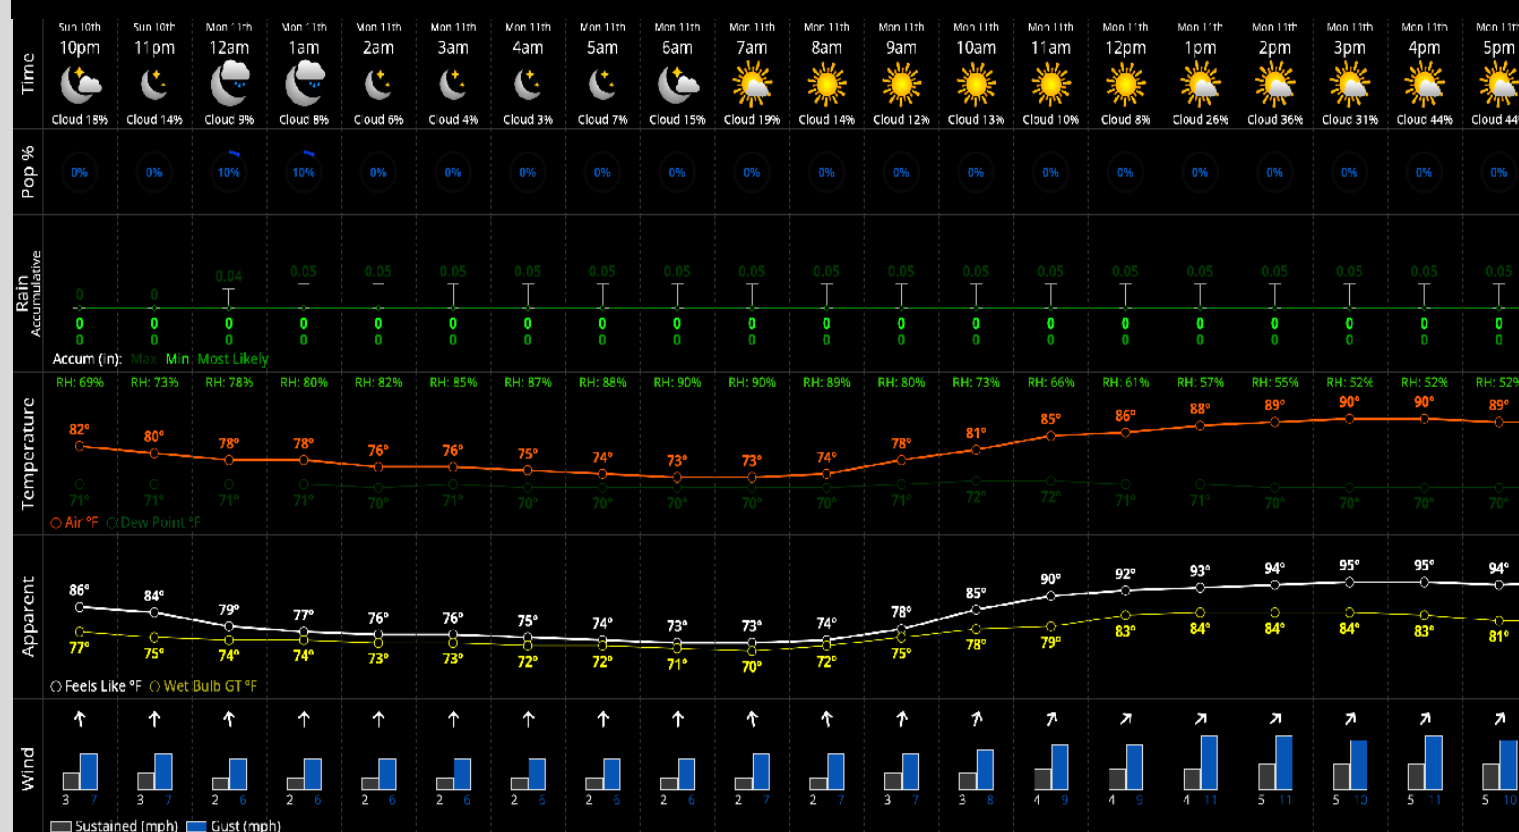 Sun 10th Sun 10th Mon 11th Mon 11th Mon 11th Mon 11th Mon 11th Mon 11th Mon 11th Mon 11th Mon 11th Mon 11th Mon 11th Mon 11th Mon 11th Mon 11th Mon 11th Mon 11th Mon 11th Mon 11t
10pm 11pm 12am 1am 2am 3am 4am 5am 6am 7am 8am 9am 10am 11am 12pm 1pm 2pm 3pm 4pm 5pm
Time
Cloud 18% Cloud 14% Cloud 9% Cloud 8% Cloud 6% Cloud 4% Cloud 3% Cloud 7% Cloud 15% Cloud 19% Cloud 14% Cloud 12% Cloud 13% Cloud 10% Cloud 8% Cloud 26% Cloud 36% Cloud 31% Cloud 44% Cloud 44
Pop %
0% 0% 10% 10% 0% 0% 0% 0% 0% 0% 0% 0% 0% 0% 0% 0% 0% 0% 0% 0%
Rain
Accumulative
0 0 0.04 0.05 0.05 0.05 0.05 0.05 0.05 0.05 0.05 0.05 0.05 0.05 0.05 0.05 0.05 0.05 0.05 0.05
0 0 0 0 0 0 0 0 0 0 0 0 0 0 0 0 0 0 0 0
0 0 0 0 0 0 0 0 0 0 0 0 0 0 0 0 0 0 0 0
Accum (in): Max Min Most Likely
RH: 69% RH: 73% RH: 78% RH: 80% RH: 82% RH: 85% RH: 87% RH: 88% RH: 90% RH: 90% RH: 89% RH: 80% RH: 73% RH: 66% RH: 61% RH: 57% RH: 55% RH: 52% RH: 52% RH: 52%
Temperature
82° 80° 78° 78° 76° 76° 75° 74° 73° 73° 74° 78° 81° 85° 86° 88° 89° 90° 90° 89°
71° 71° 71° 71° 70° 71° 70° 70° 70° 70° 70° 71° 72° 72° 71° 71° 70° 70° 70° 70°
Air °F Dew Point °F
Apparent
86° 84° 79° 77° 76° 76° 75° 74° 73° 73° 74° 78° 85° 90° 92° 93° 94° 95° 95° 94°
77° 75° 74° 74° 73° 73° 72° 72° 71° 70° 72° 75° 78° 79° 83° 84° 84° 84° 83° 81°
Feels Like °F Wet Bulb GT °F
Wind
3 7 3 7 2 6 2 6 2 6 2 6 2 6 2 6 2 6 2 7 2 7 3 7 3 8 4 9 4 9 4 11 5 11 5 10 5 11 5 10
Sustained (mph) Gust (mph)